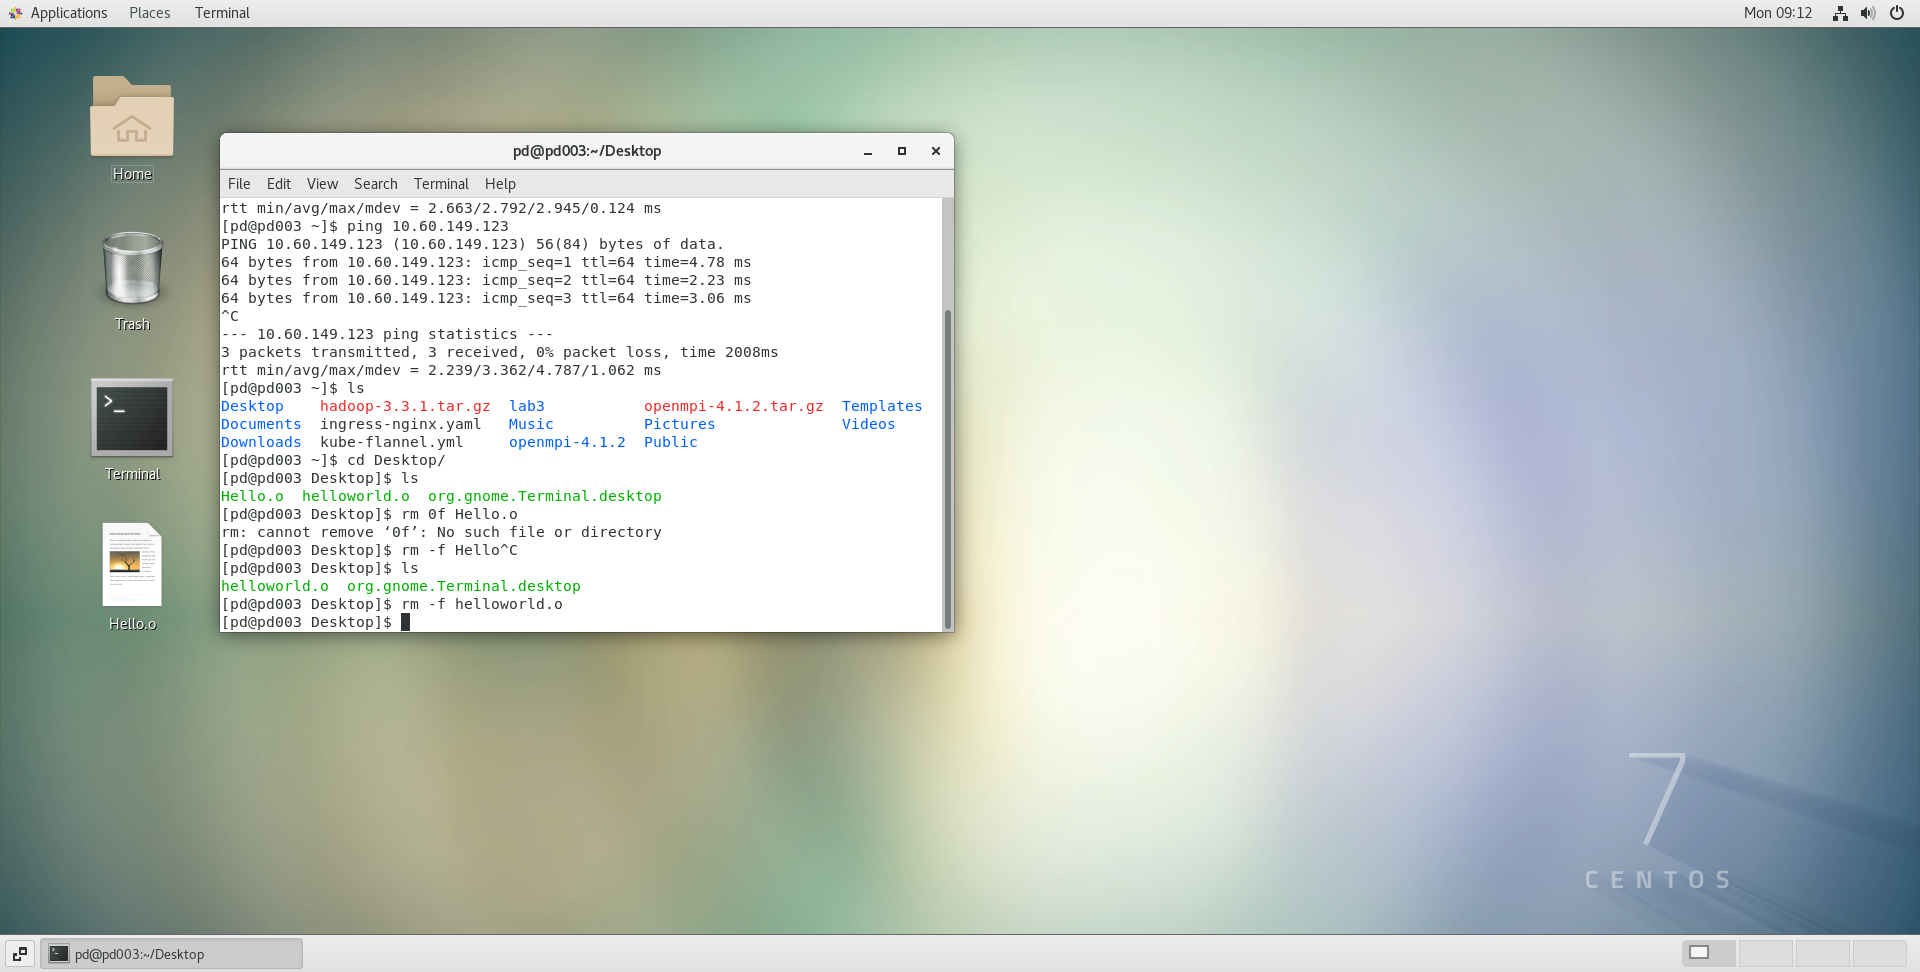 Applications Places Terminal Mon 09:12
Home
Trash
Terminal
Hello.o
pd@pd003:~/Desktop
File Edit View Search Terminal Help
rtt min/avg/max/mdev = 2.663/2.792/2.945/0.124 ms
[pd@pd003 ~]$ ping 10.60.149.123
PING 10.60.149.123 (10.60.149.123) 56(84) bytes of data.
64 bytes from 10.60.149.123: icmp_seq=1 ttl=64 time=4.78 ms
64 bytes from 10.60.149.123: icmp_seq=2 ttl=64 time=2.23 ms
64 bytes from 10.60.149.123: icmp_seq=3 ttl=64 time=3.06 ms
^C
--- 10.60.149.123 ping statistics ---
3 packets transmitted, 3 received, 0% packet loss, time 2008ms
rtt min/avg/max/mdev = 2.239/3.362/4.787/1.062 ms
[pd@pd003 ~]$ ls
Desktop hadoop-3.3.1.tar.gz lab3 openmpi-4.1.2.tar.gz Templates
Documents ingress-nginx.yaml Music Pictures Videos
Downloads kube-flannel.yml openmpi-4.1.2 Public
[pd@pd003 ~]$ cd Desktop/
[pd@pd003 Desktop]$ ls
Hello.o helloworld.o org.gnome.Terminal.desktop
[pd@pd003 Desktop]$ rm 0f Hello.o
rm: cannot remove ‘0f’: No such file or directory
[pd@pd003 Desktop]$ rm -f Hello^C
[pd@pd003 Desktop]$ ls
helloworld.o org.gnome.Terminal.desktop
[pd@pd003 Desktop]$ rm -f helloworld.o
[pd@pd003 Desktop]$
7
CENTOS
pd@pd003:~/Desktop